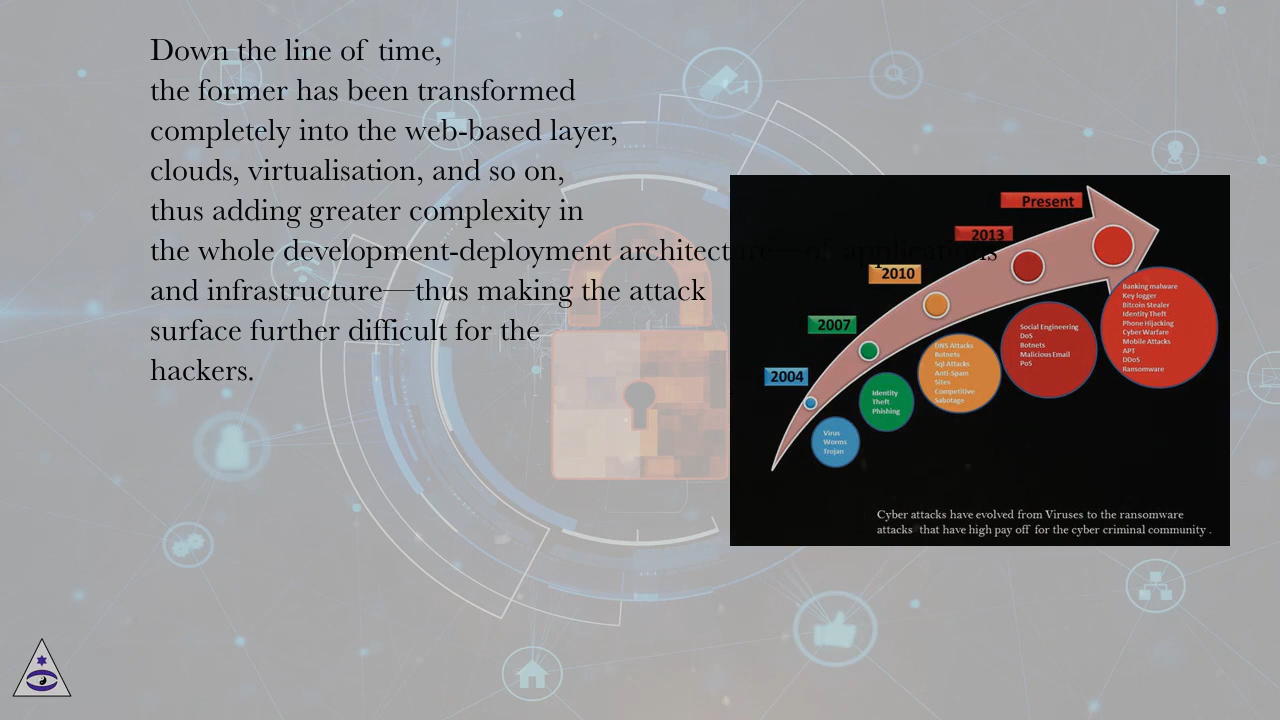 Down the line of time,
the former has been transformed
completely into the web-based layer,
clouds, virtualisation, and so on,
thus adding greater complexity in
the whole development-deployment architecture—of applications
and infrastructure—thus making the attack
surface further difficult for the
hackers.
Present
2013
2010
2007
2004
Virus
Worms
Trojan
Identity
Theft
Phishing
DNS Attacks
Botnets
Sql Attacks
Anti-Spam
Sites
Competitive
Sabotage
Social Engineering
DoS
Botnets
Malicious Email
PoS
Banking malware
Key logger
Bitcoin Stealer
Identity Theft
Phone Hijacking
Cyber Warfare
Mobile Attacks
APT
DDoS
Ransomware
Cyber attacks have evolved from Viruses to the ransomware
attacks that have high pay off for the cyber criminal community .